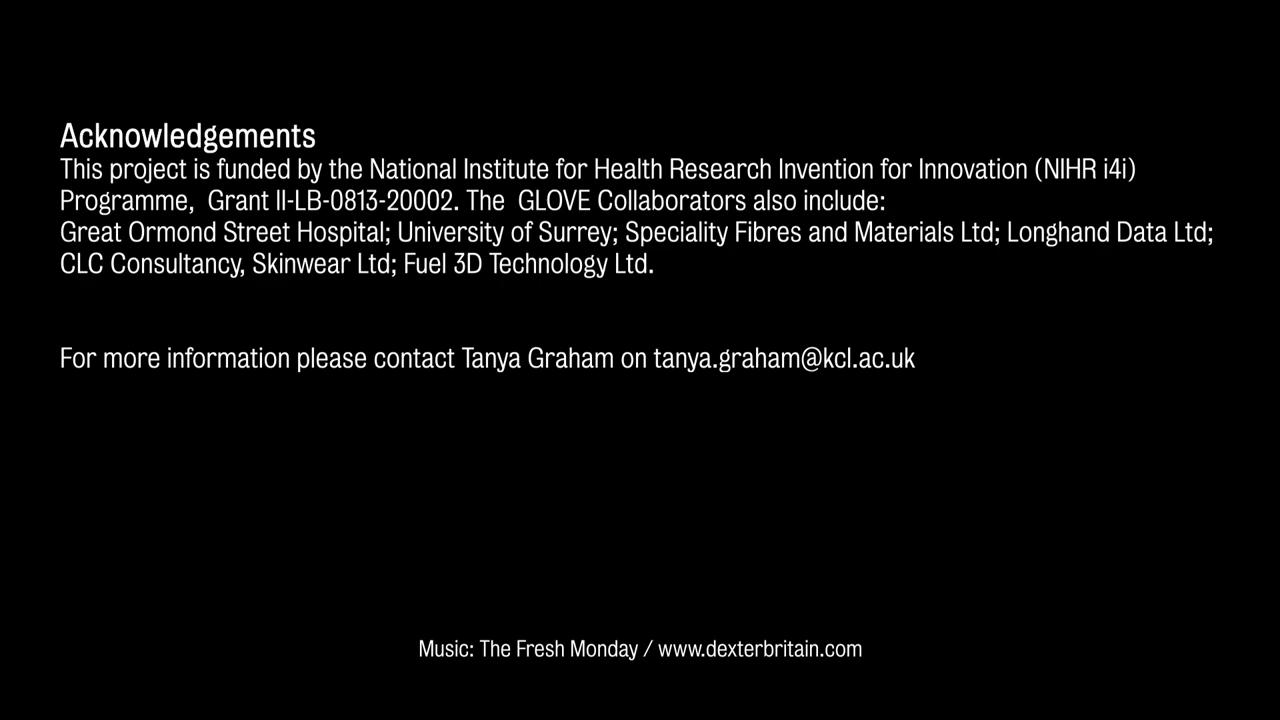 Acknowledgements
This project is funded by the National Institute for Health Research Invention for Innovation (NIHR i4i)
Programme,  Grant II-LB-0813-20002. The  GLOVE Collaborators also include:
Great Ormond Street Hospital; University of Surrey; Speciality Fibres and Materials Ltd; Longhand Data Ltd;
CLC Consultancy, Skinwear Ltd; Fuel 3D Technology Ltd.
For more information please contact Tanya Graham on tanya.graham@kcl.ac.uk
Music: The Fresh Monday / www.dexterbritain.com